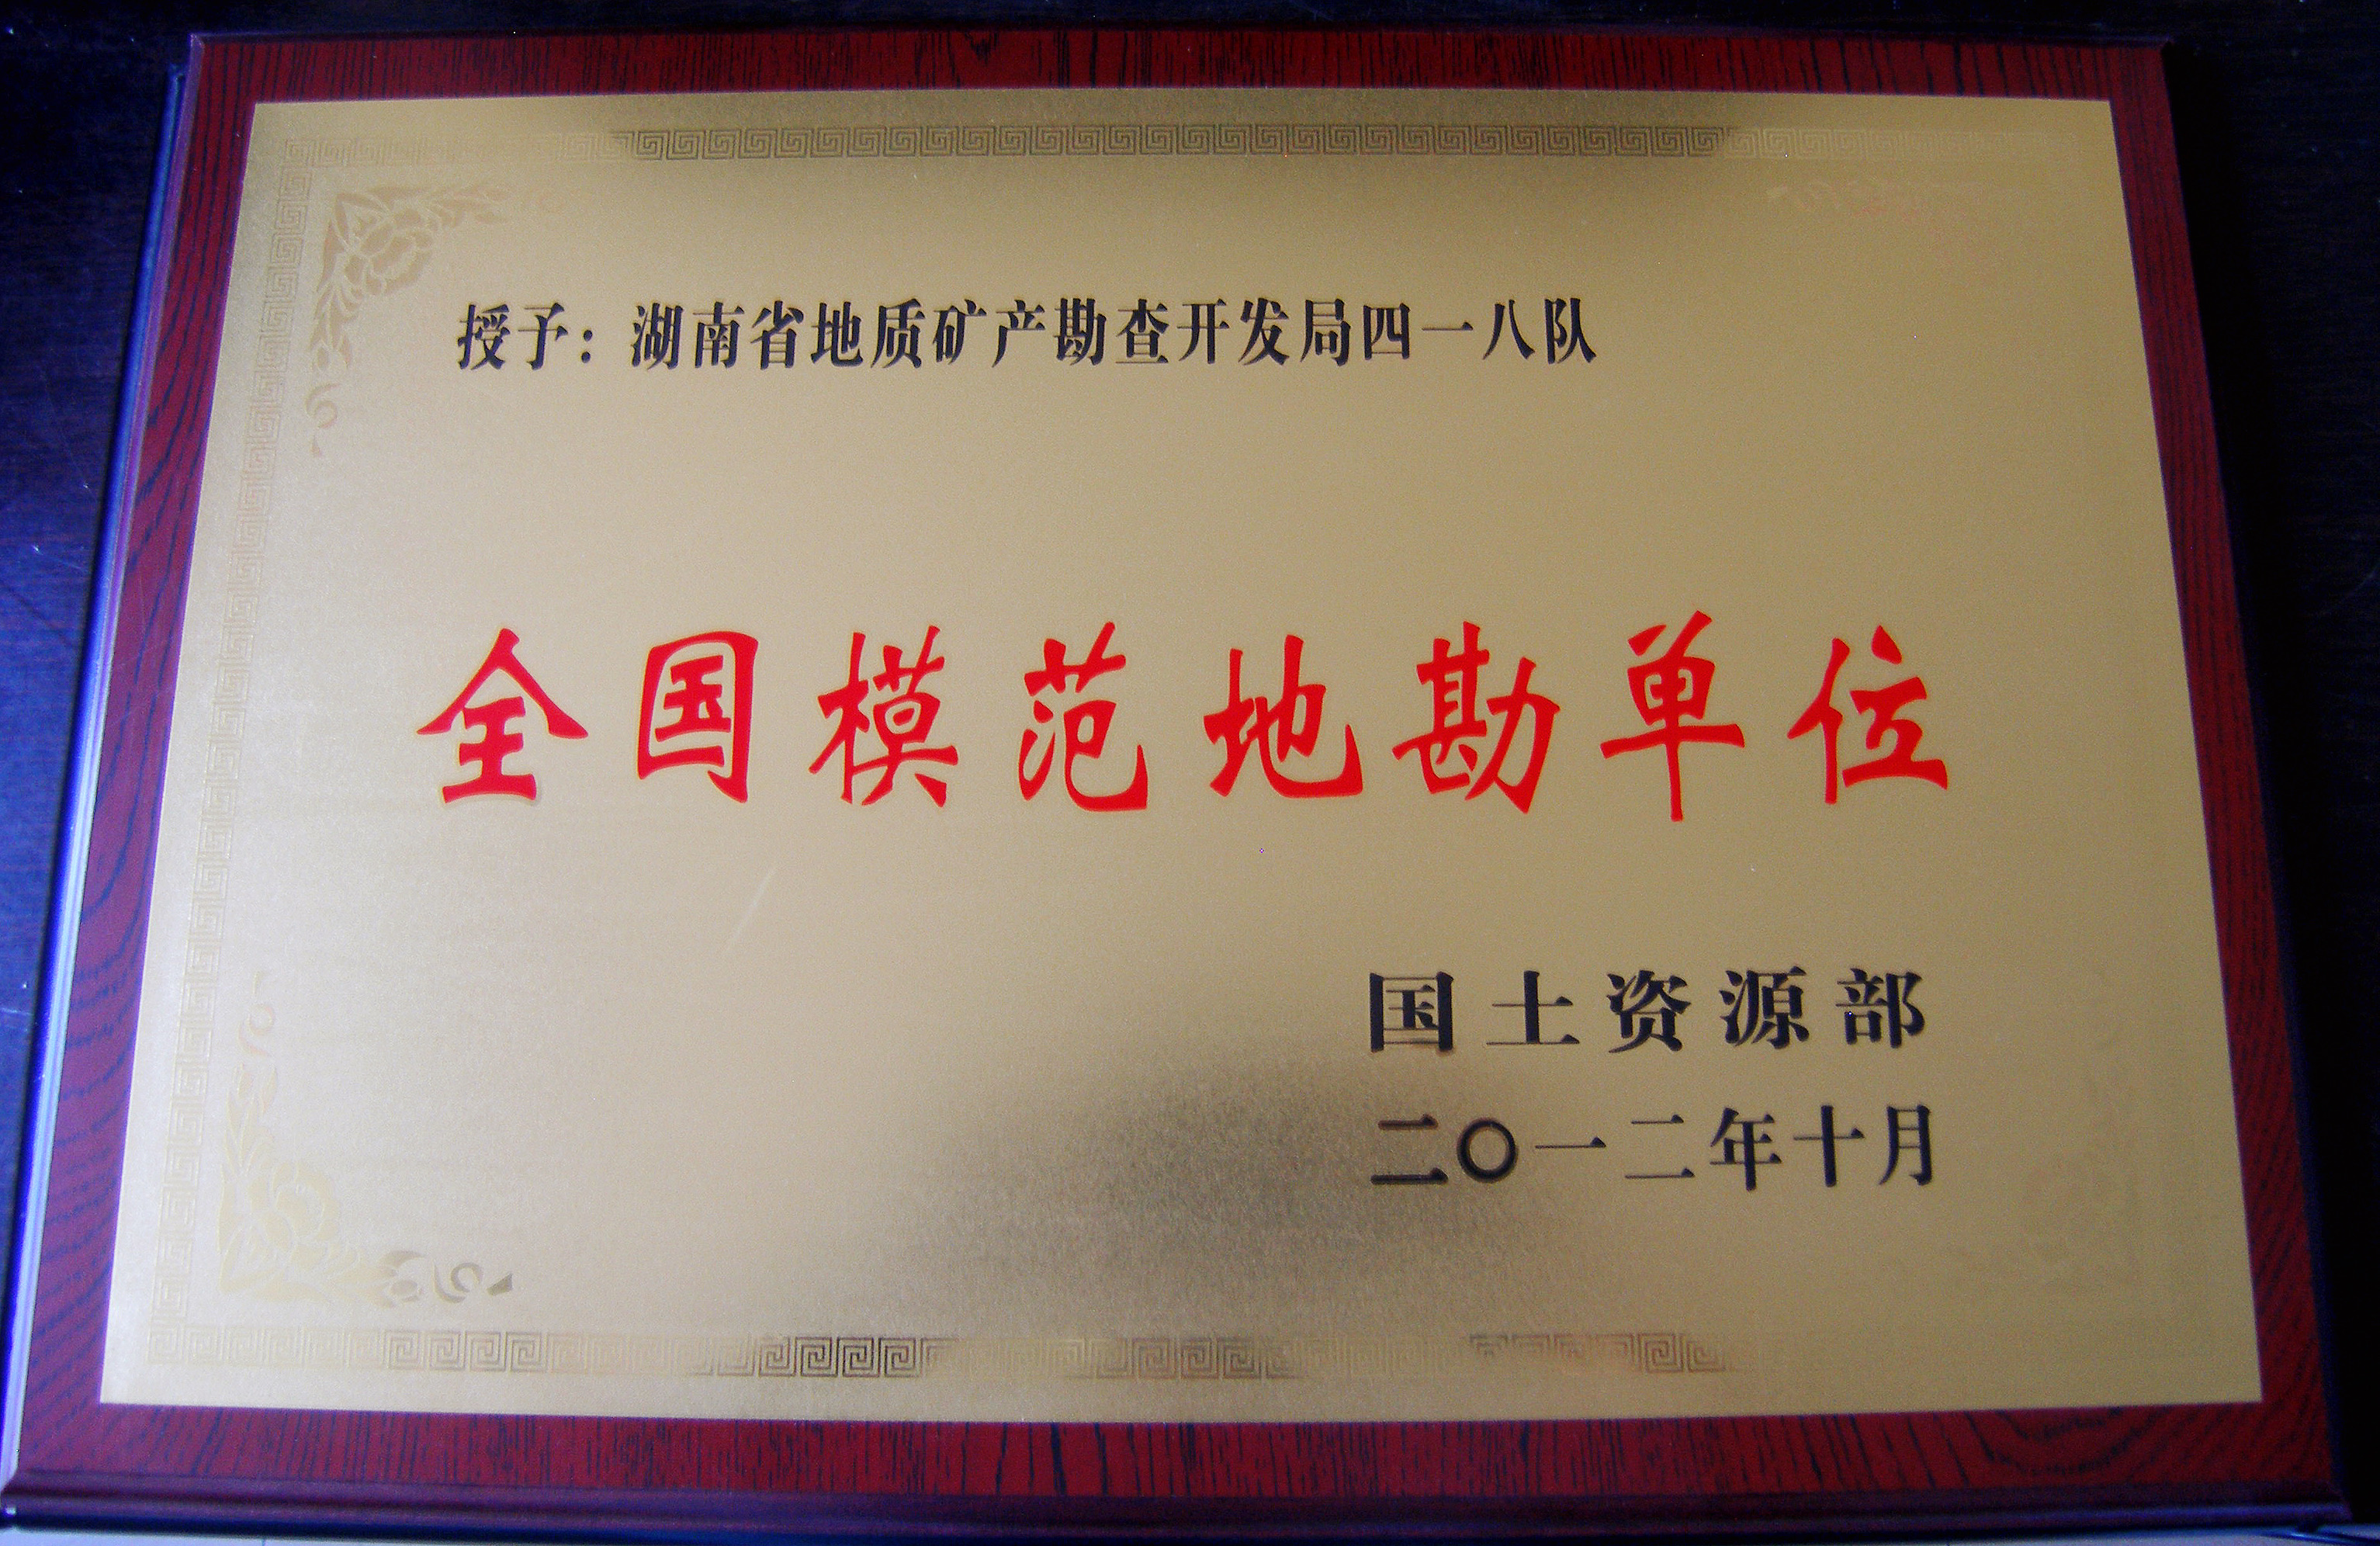 授予：湖南省地质矿产勘查开发局四一八队
全国模范地勘单位
国土资源部
二〇一二年十月